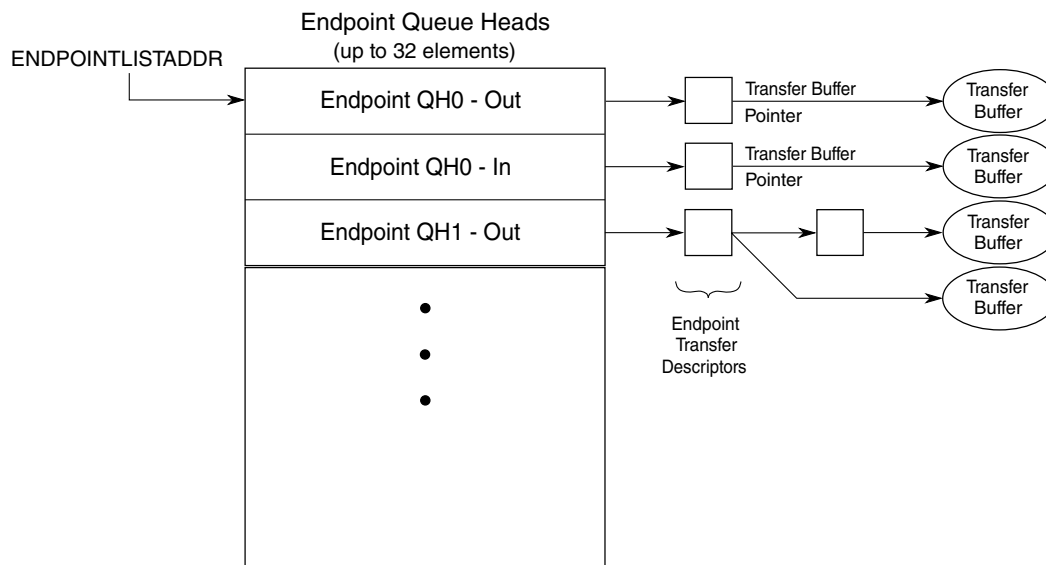 Endpoint Queue Heads
(up to 32 elements)
ENDPOINTLISTADDR
Endpoint QH0 - Out
Transfer Buffer
Pointer
Transfer
Buffer
Endpoint QH0 - In
Transfer Buffer
Pointer
Transfer
Buffer
Endpoint QH1 - Out
Transfer
Buffer
Transfer
Buffer
Endpoint
Transfer
Descriptors